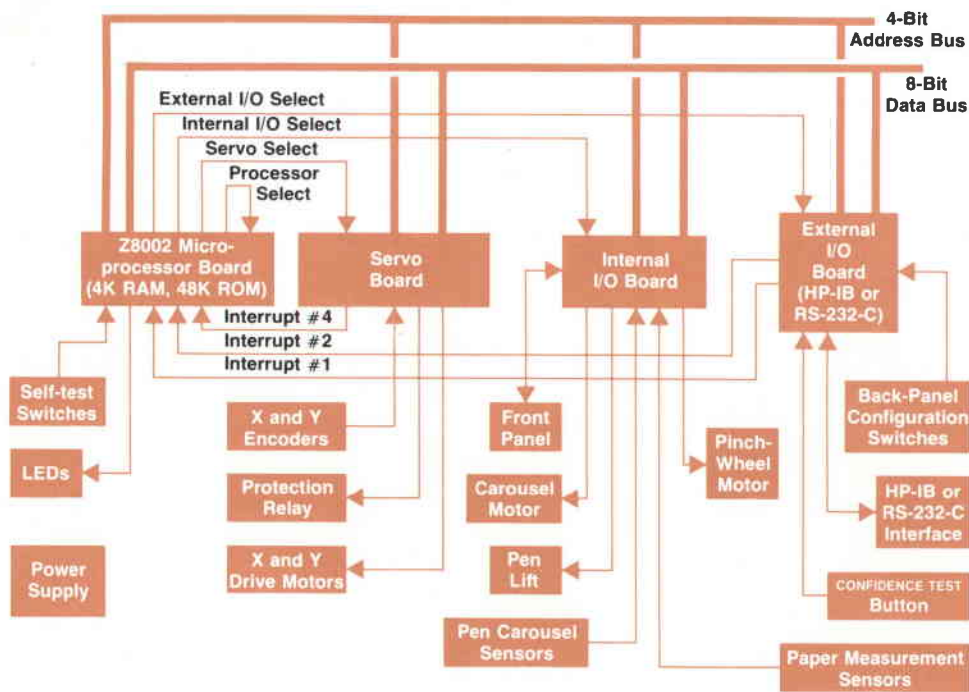 4-Bit
Address Bus
8-Bit
Data Bus
External I/O Select
Internal I/O Select
Servo Select
Processor
Select
Z8002 Micro-
processor Board
(4K RAM, 48K ROM)
Servo
Board
Internal
I/O Board
External
I/O
Board
(HP-IB or
RS-232-C)
Interrupt #4
Interrupt #2
Interrupt #1
Self-test
Switches
LEDs
Power
Supply
X and Y
Encoders
Protection
Relay
X and Y
Drive Motors
Front
Panel
Carousel
Motor
Pen
Lift
Pen Carousel
Sensors
Pinch-
Wheel
Motor
Back-Panel
Configuration
Switches
HP-IB or
RS-232-C
Interface
CONFIDENCE TEST
Button
Paper Measurement
Sensors